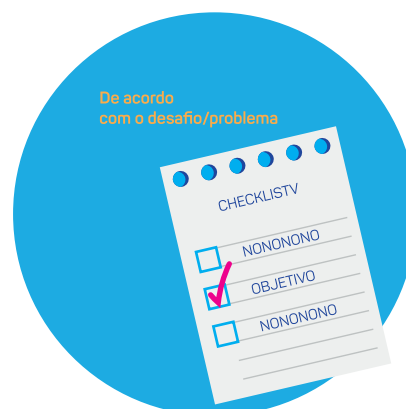 De acordo
com o desafio/problema
CHECKLISTV
NONONONO
OBJETIVO
NONONONO